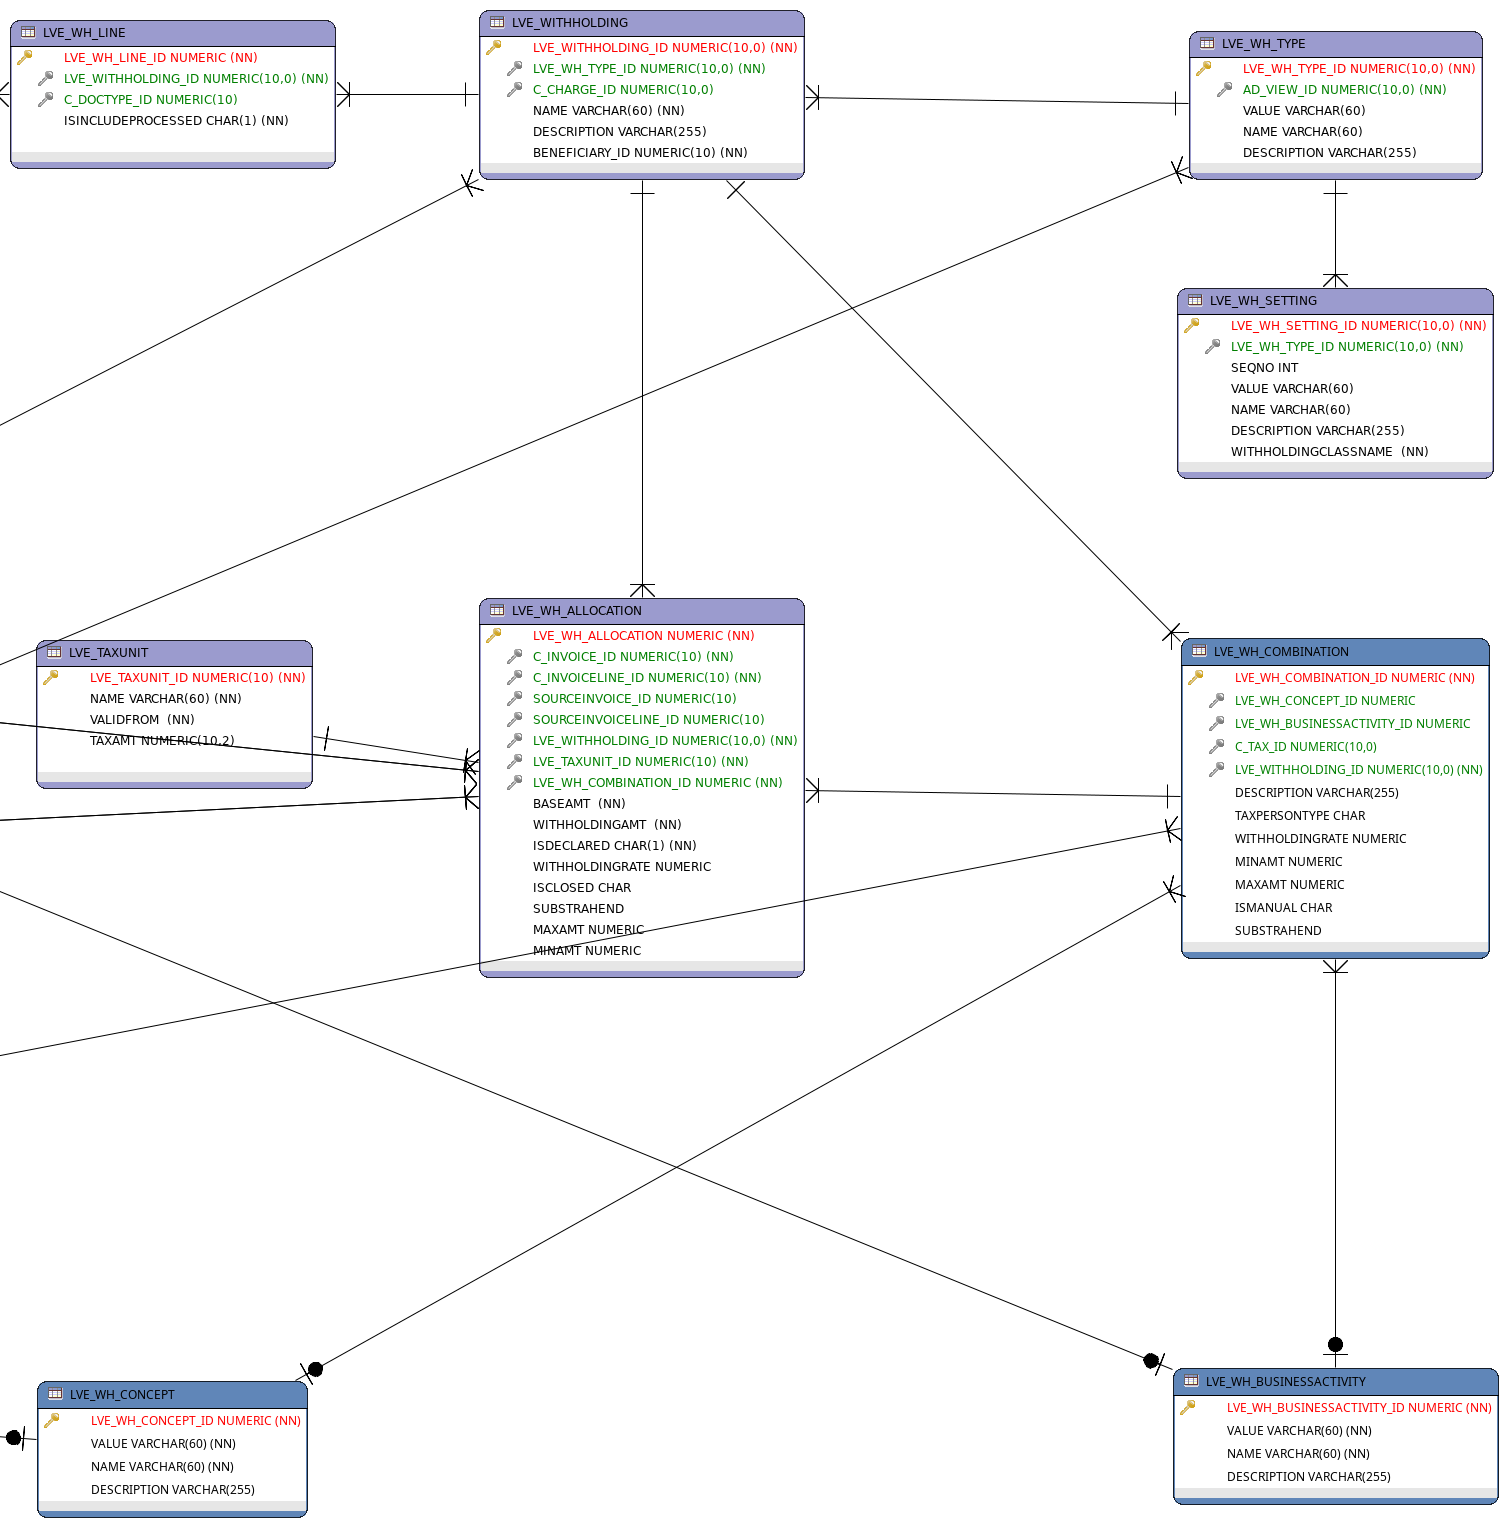 LVE_WH_LINE
LVE_WH_LINE_ID NUMERIC (NN)
LVE_WITHHOLDING_ID NUMERIC(10,0) (NN)
C_DOCTYPE_ID NUMERIC(10)
ISINCLUDEPROCESSED CHAR(1) (NN)
LVE_WITHHOLDING
LVE_WITHHOLDING_ID NUMERIC(10,0) (NN)
LVE_WH_TYPE_ID NUMERIC(10,0) (NN)
C_CHARGE_ID NUMERIC(10,0)
NAME VARCHAR(60) (NN)
DESCRIPTION VARCHAR(255)
BENEFICIARY_ID NUMERIC(10) (NN)
LVE_WH_TYPE
LVE_WH_TYPE_ID NUMERIC(10,0) (NN)
AD_VIEW_ID NUMERIC(10,0) (NN)
VALUE VARCHAR(60)
NAME VARCHAR(60)
DESCRIPTION VARCHAR(255)
LVE_WH_SETTING
LVE_WH_SETTING_ID NUMERIC(10,0) (NN)
LVE_WH_TYPE_ID NUMERIC(10,0) (NN)
SEQNO INT
VALUE VARCHAR(60)
NAME VARCHAR(60)
DESCRIPTION VARCHAR(255)
WITHHOLDINGCLASSNAME  (NN)
LVE_TAXUNIT
LVE_TAXUNIT_ID NUMERIC(10) (NN)
NAME VARCHAR(60) (NN)
VALIDFROM  (NN)
TAXAMT NUMERIC(10,2)
LVE_WH_ALLOCATION
LVE_WH_ALLOCATION NUMERIC (NN)
C_INVOICE_ID NUMERIC(10) (NN)
C_INVOICELINE_ID NUMERIC(10) (NN)
SOURCEINVOICE_ID NUMERIC(10)
SOURCEINVOICELINE_ID NUMERIC(10)
LVE_WITHHOLDING_ID NUMERIC(10,0) (NN)
LVE_TAXUNIT_ID NUMERIC(10) (NN)
LVE_WH_COMBINATION_ID NUMERIC (NN)
BASEAMT  (NN)
WITHHOLDINGAMT  (NN)
ISDECLARED CHAR(1) (NN)
WITHHOLDINGRATE NUMERIC
ISCLOSED CHAR
SUBSTRAHEND
MAXAMT NUMERIC
MINAMT NUMERIC
LVE_WH_COMBINATION
LVE_WH_COMBINATION_ID NUMERIC (NN)
LVE_WH_CONCEPT_ID NUMERIC
LVE_WH_BUSINESSACTIVITY_ID NUMERIC
C_TAX_ID NUMERIC(10,0)
LVE_WITHHOLDING_ID NUMERIC(10,0) (NN)
DESCRIPTION VARCHAR(255)
TAXPERSONTYPE CHAR
WITHHOLDINGRATE NUMERIC
MINAMT NUMERIC
MAXAMT NUMERIC
ISMANUAL CHAR
SUBSTRAHEND
LVE_WH_CONCEPT
LVE_WH_CONCEPT_ID NUMERIC (NN)
VALUE VARCHAR(60) (NN)
NAME VARCHAR(60) (NN)
DESCRIPTION VARCHAR(255)
LVE_WH_BUSINESSACTIVITY
LVE_WH_BUSINESSACTIVITY_ID NUMERIC (NN)
VALUE VARCHAR(60) (NN)
NAME VARCHAR(60) (NN)
DESCRIPTION VARCHAR(255)